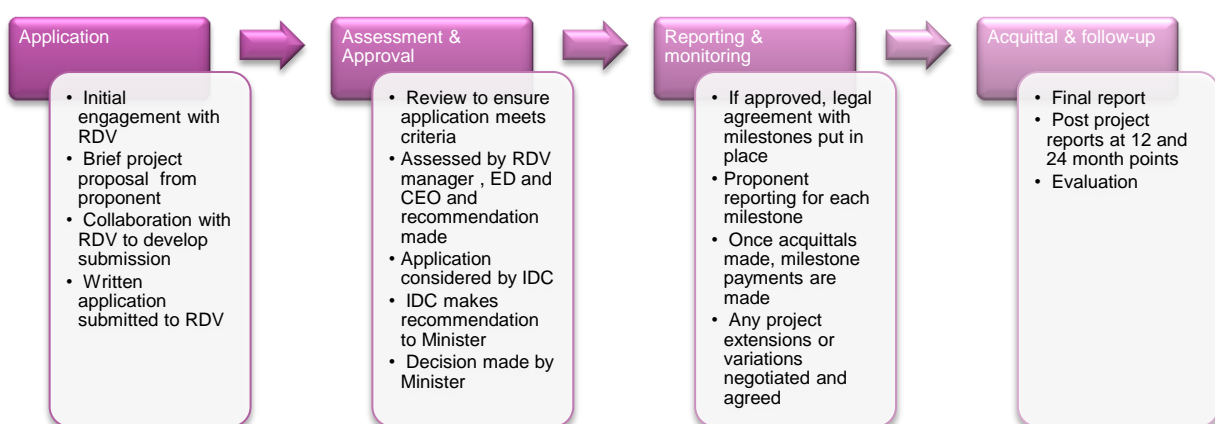 Application
• Initial
engagement with
RDV
• Brief project
proposal from
proponent
• Collaboration with
RDV to develop
submission
• Written
application
submitted to RDV
Assessment &
Approval
• Review to ensure
application meets
criteria
• Assessed by RDV
manager , ED and
CEO and
recommendation
made
• Application
considered by IDC
• IDC makes
recommendation
to Minister
• Decision made by
Minister
Reporting &
monitoring
• If approved, legal
agreement with
milestones put in
place
• Proponent
reporting for each
milestone
• Once acquittals
made, milestone
payments are
made
• Any project
extensions or
variations
negotiated and
agreed
Acquittal & follow-up
• Final report
• Post project
reports at 12 and
24 month points
• Evaluation